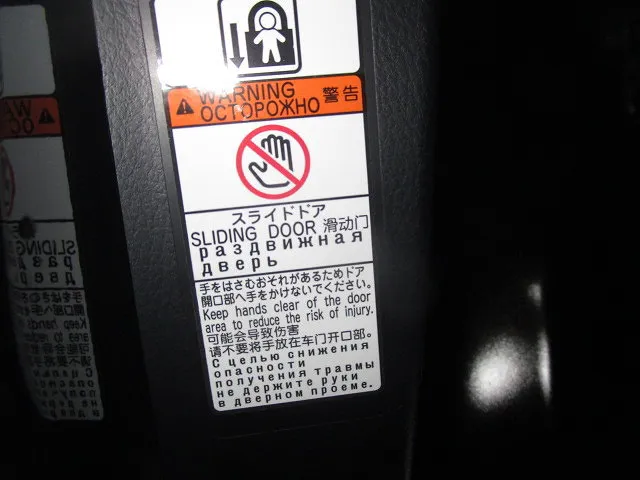 WARNING 警告
ОСТОРОЖНО
スライドドア
SLIDING DOOR 滑动门
раздвижная
дверь
手をはさむおそれがあるためドア
開口部へ手をかけないでください。
Keep hands clear of the door
area to reduce the risk of injury.
可能会导致伤害
请不要将手放在车门开口部。
С целью снижения
опасности
получения травмы
не держите руки
в дверном проеме.